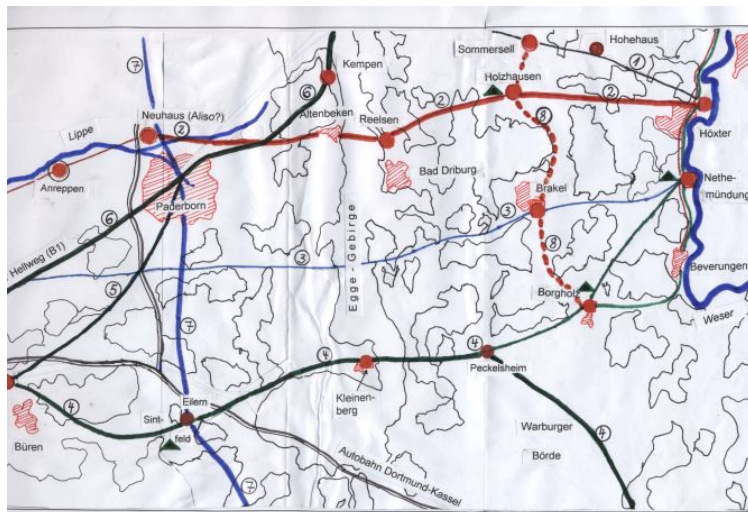 7
Kempen
Sommersell
Hohehaus
1
Holzhausen
6
Neuhaus (Aliso?)
2
Altenbeken
Reelsen
2
2
8
Höxter
Lippe
Anreppen
Bad Driburg
Paderborn
Brakel
Nethe-
mündung
3
6
Hellweg (B1)
3
Egge - Gebirge
8
Beverungen
5
Borgholz
Weser
7
4
4
Peckelsheim
4
Eilern
Sint-
feld
Kleinen-
berg
Büren
Warburger
Börde
4
Autobahn Dortmund-Kassel
7